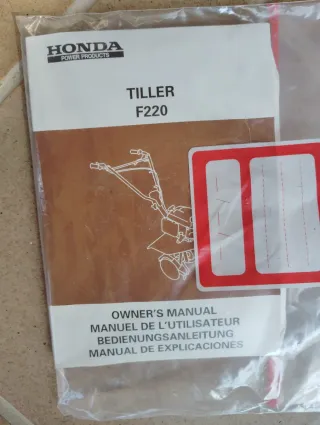 HONDA
POWER PRODUCTS
TILLER
F220
OWNER'S MANUAL
MANUEL DE L'UTILISATEUR
BEDIENUNGSANLEITUNG
MANUAL DE EXPLICACIONES